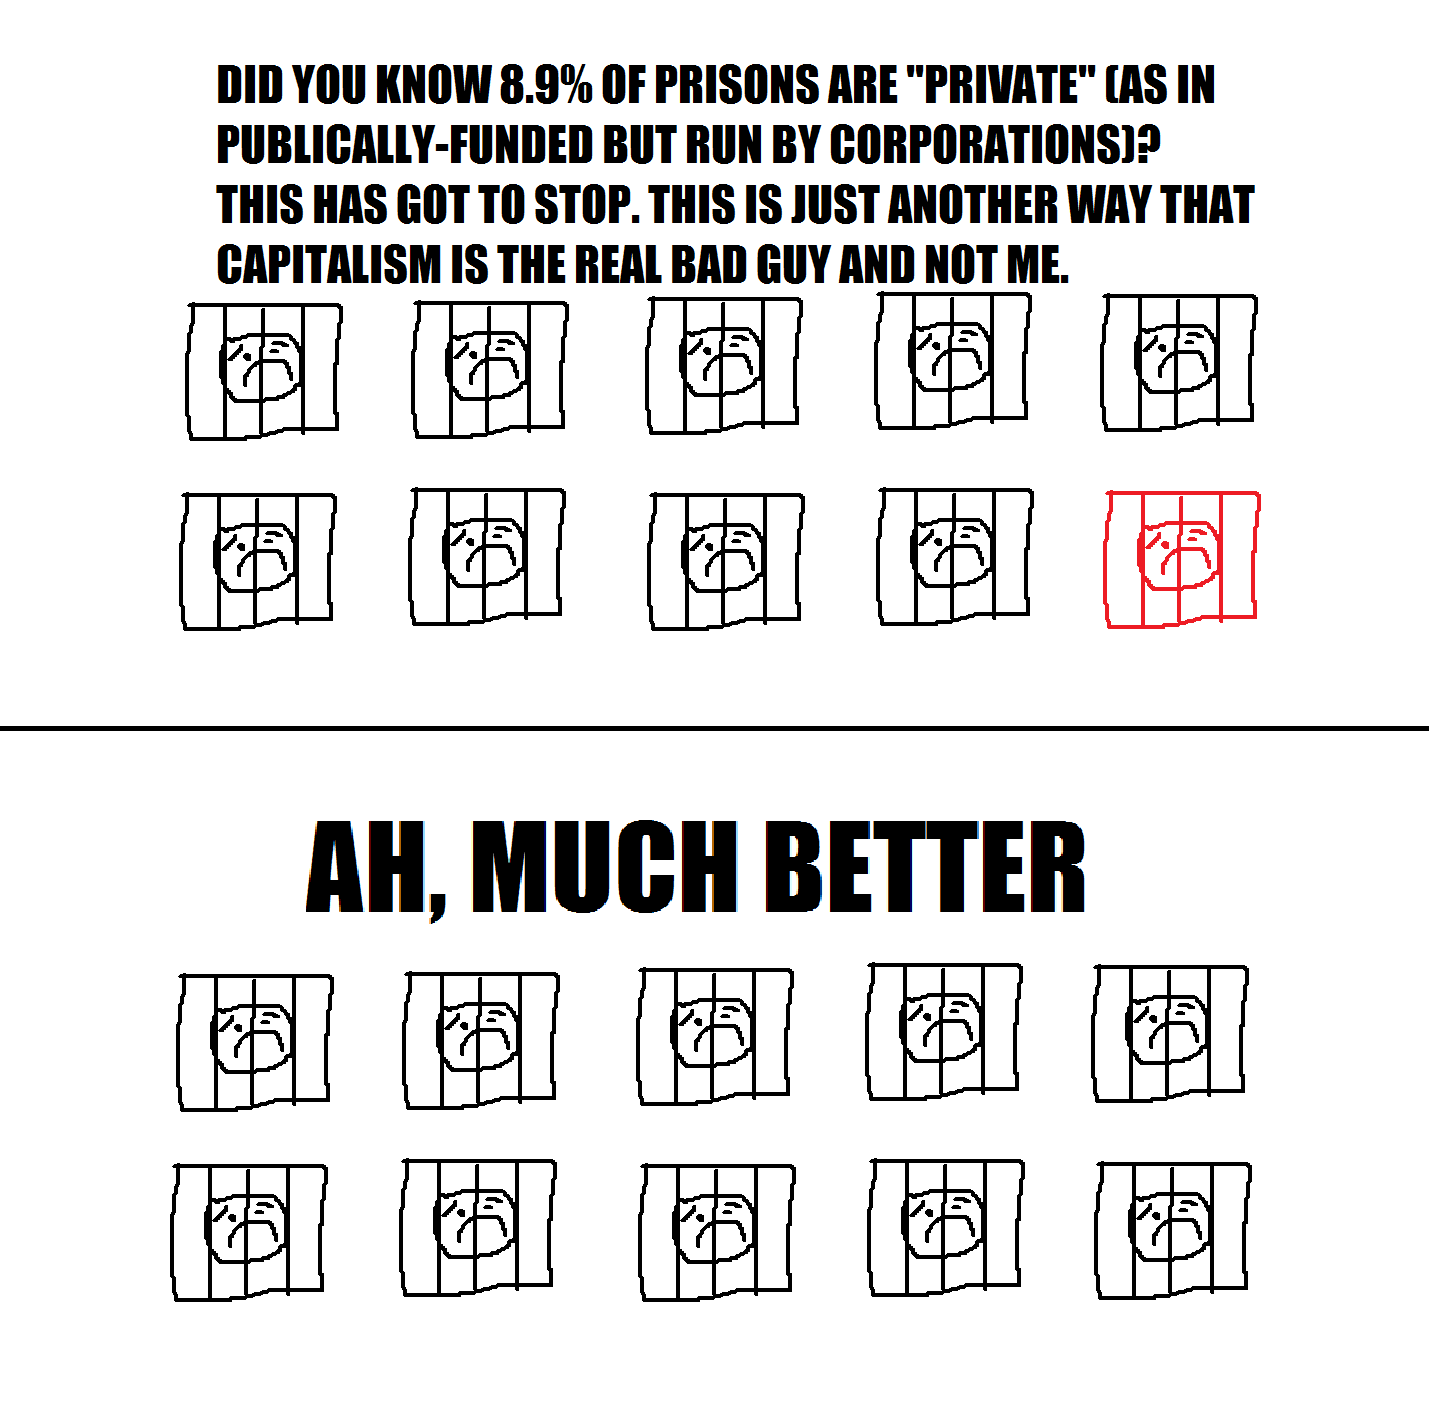 DID YOU KNOW 8.9% OF PRISONS ARE "PRIVATE" (AS IN
PUBLICALLY-FUNDED BUT RUN BY CORPORATIONS)?
THIS HAS GOT TO STOP. THIS IS JUST ANOTHER WAY THAT
CAPITALISM IS THE REAL BAD GUY AND NOT ME.
AH, MUCH BETTER